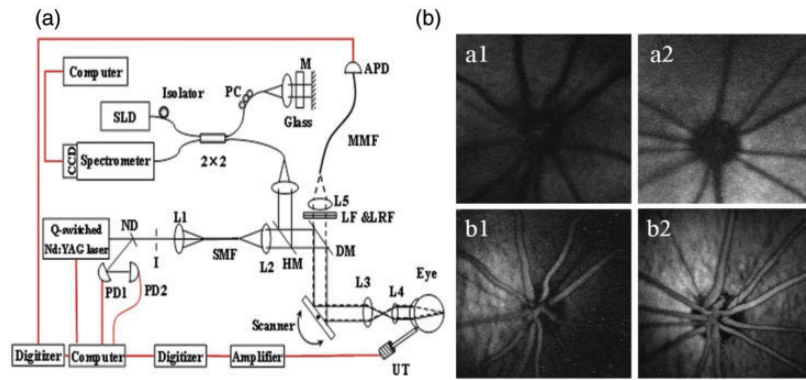 (a)
(b)
Computer
Isolator
SLD
PC
M
Glass
APD
MMF
CCD
Spectrometer
2×2
L5
LF &LRF
Q-switched
Nd:YAG laser
ND
L1
I
SMF
L2
HM
DM
PD1
PD2
L3
L4
Eye
Scanner
UT
Digitizer
Computer
Digitizer
Amplifier
a1
a2
b1
b2